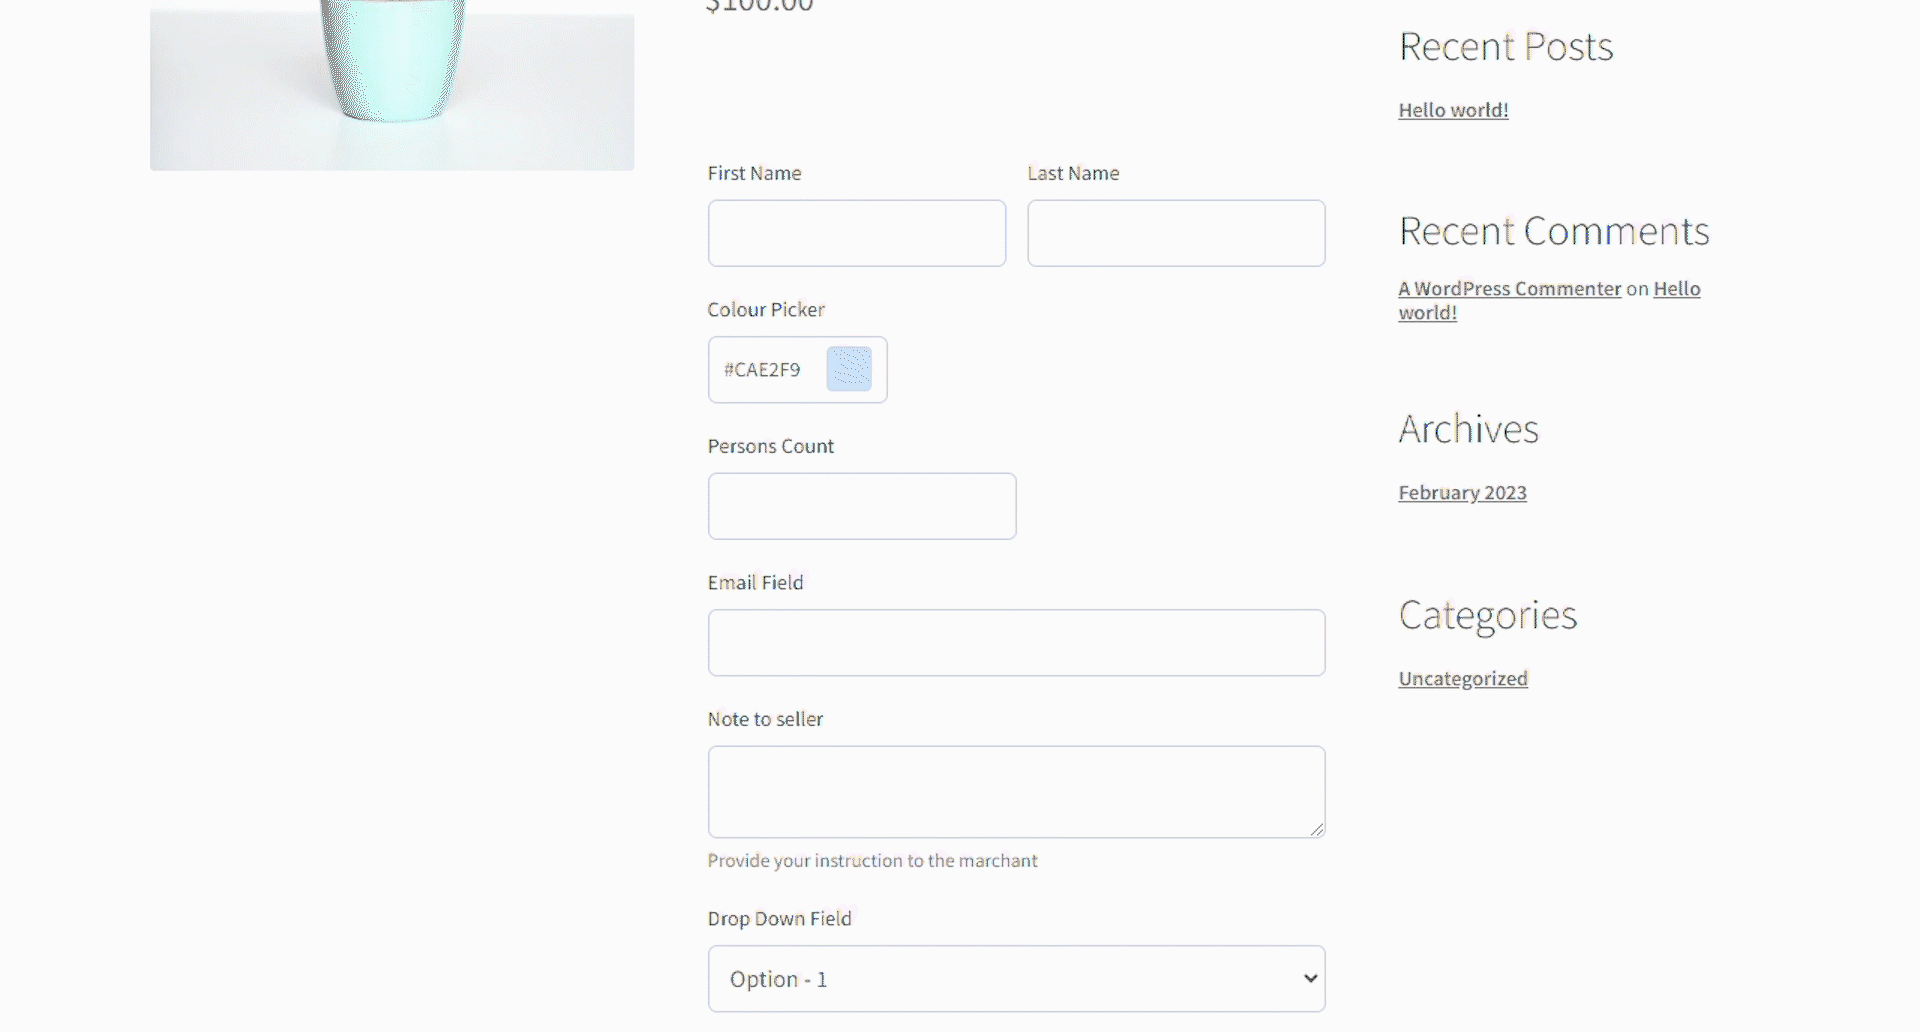 $100.00
First Name
Last Name
Colour Picker
#CAE2F9
Persons Count
Email Field
Note to seller
Provide your instruction to the marchant
Drop Down Field
Option - 1
Recent Posts
Hello world!
Recent Comments
A WordPress Commenter on Hello
world!
Archives
February 2023
Categories
Uncategorized